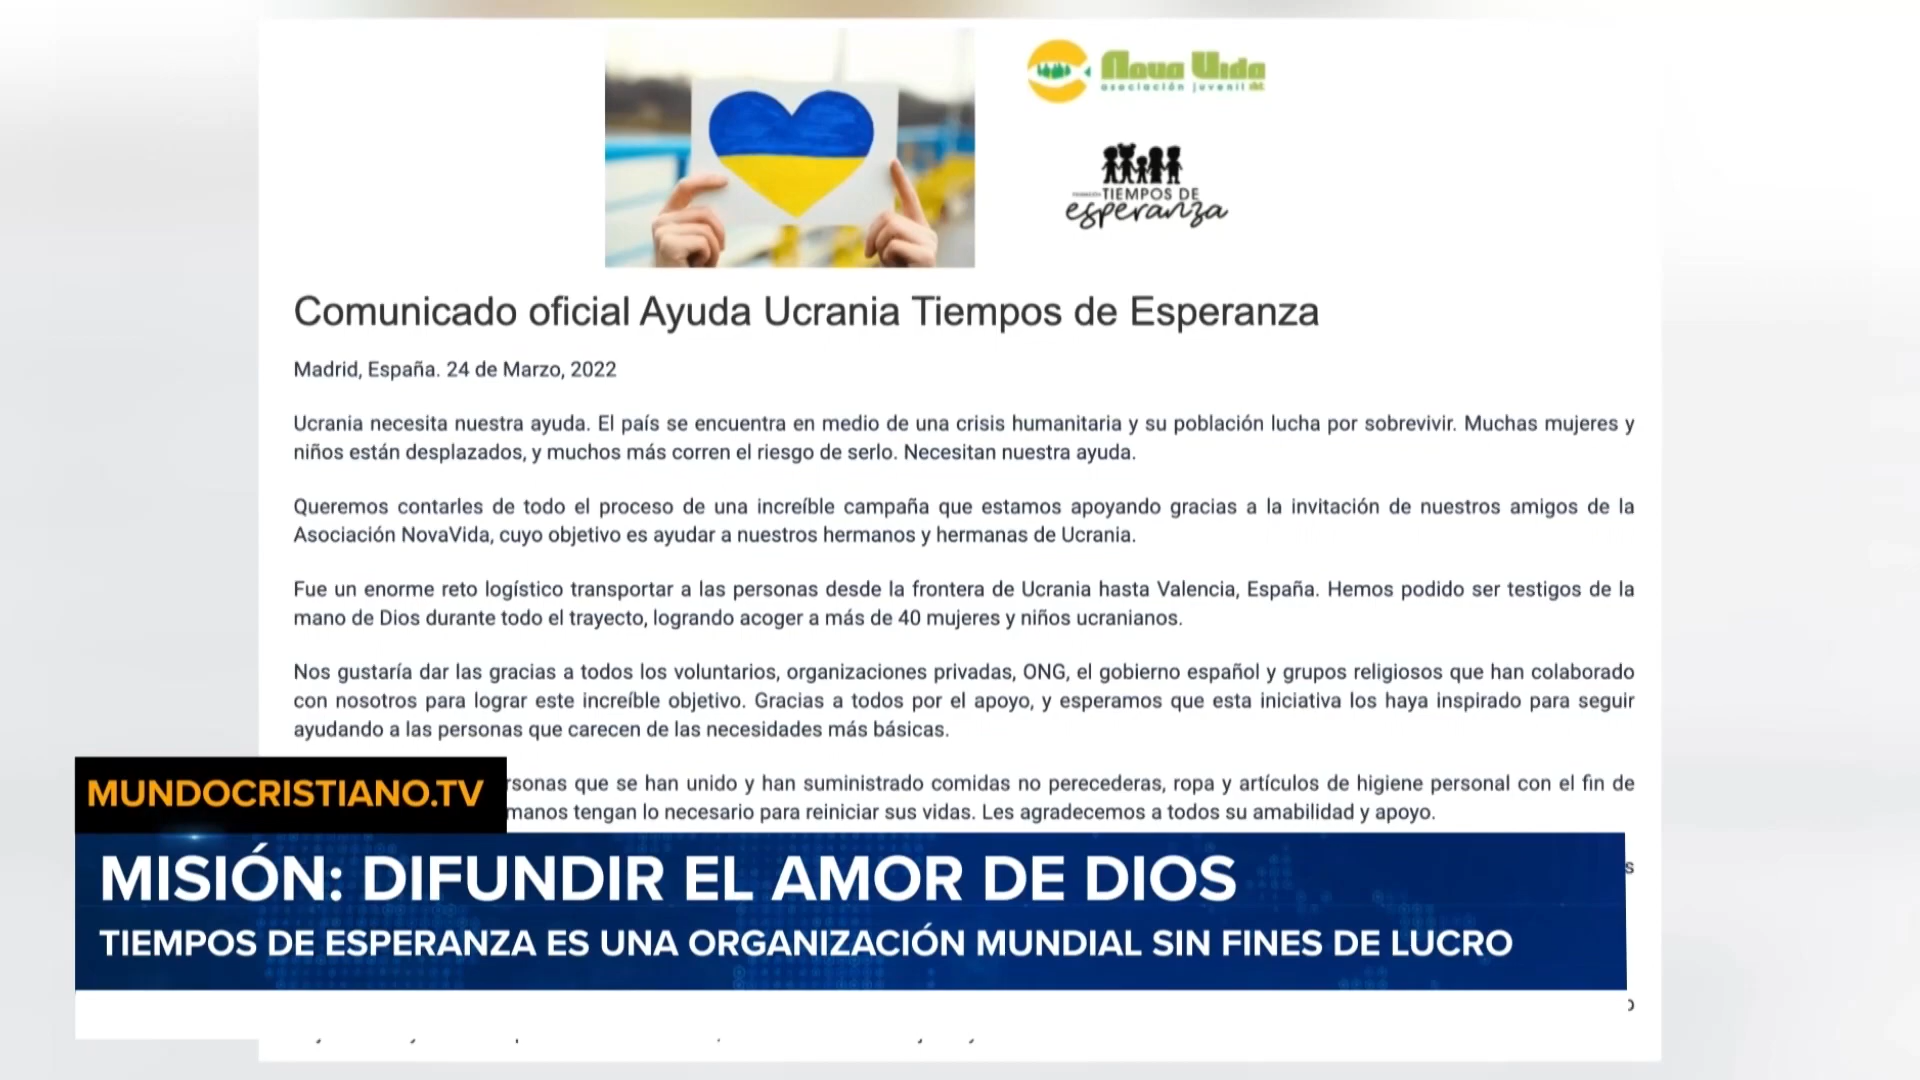 Nova Vida
asociación juvenil
TIEMPOS DE
esperanza
Comunicado oficial Ayuda Ucrania Tiempos de Esperanza
Madrid, España. 24 de Marzo, 2022
Ucrania necesita nuestra ayuda. El país se encuentra en medio de una crisis humanitaria y su población lucha por sobrevivir. Muchas mujeres y
niños están desplazados, y muchos más corren el riesgo de serlo. Necesitan nuestra ayuda.
Queremos contarles de todo el proceso de una increíble campaña que estamos apoyando gracias a la invitación de nuestros amigos de la
Asociación NovaVida, cuyo objetivo es ayudar a nuestros hermanos y hermanas de Ucrania.
Fue un enorme reto logístico transportar a las personas desde la frontera de Ucrania hasta Valencia, España. Hemos podido ser testigos de la
mano de Dios durante todo el trayecto, logrando acoger a más de 40 mujeres y niños ucranianos.
Nos gustaría dar las gracias a todos los voluntarios, organizaciones privadas, ONG, el gobierno español y grupos religiosos que han colaborado
con nosotros para lograr este increíble objetivo. Gracias a todos por el apoyo, y esperamos que esta iniciativa los haya inspirado para seguir
ayudando a las personas que carecen de las necesidades más básicas.
rsonas que se han unido y han suministrado comidas no perecederas, ropa y artículos de higiene personal con el fin de
manos tengan lo necesario para reiniciar sus vidas. Les agradecemos a todos su amabilidad y apoyo.
MUNDOCRISTIANO.TV
MISIÓN: DIFUNDIR EL AMOR DE DIOS
TIEMPOS DE ESPERANZA ES UNA ORGANIZACIÓN MUNDIAL SIN FINES DE LUCRO